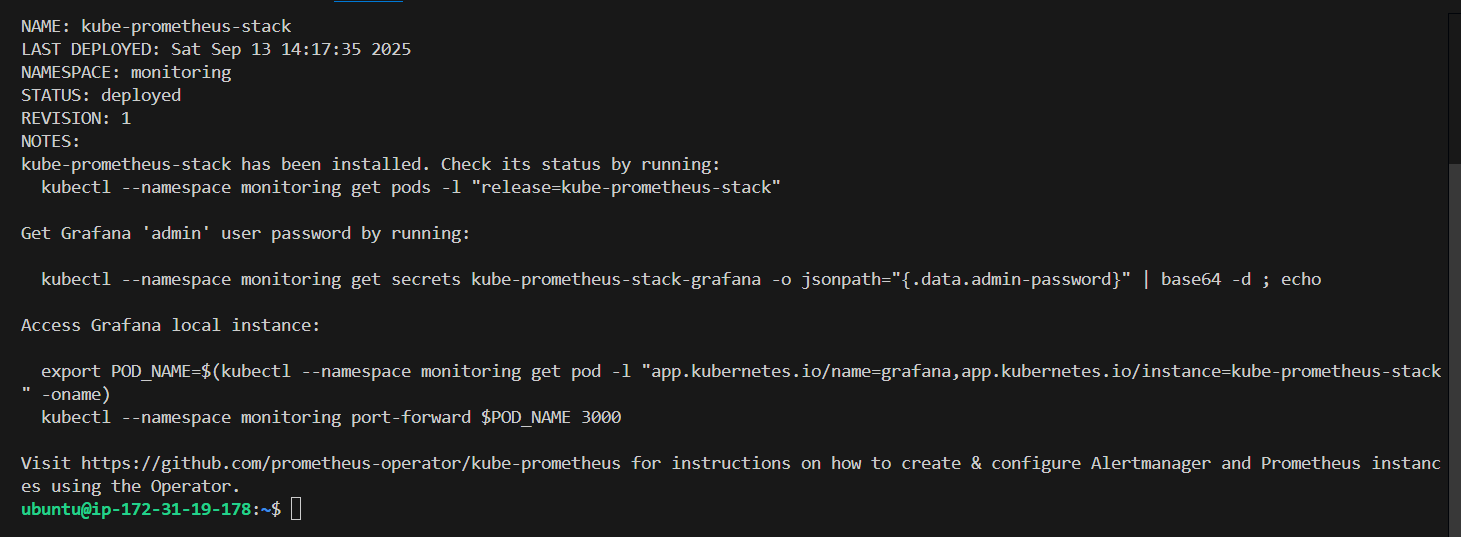 NAME: kube-prometheus-stack
LAST DEPLOYED: Sat Sep 13 14:17:35 2025
NAMESPACE: monitoring
STATUS: deployed
REVISION: 1
NOTES:
kube-prometheus-stack has been installed. Check its status by running:
  kubectl --namespace monitoring get pods -l "release=kube-prometheus-stack"

Get Grafana 'admin' user password by running:

  kubectl --namespace monitoring get secrets kube-prometheus-stack-grafana -o jsonpath="{.data.admin-password}" | base64 -d ; echo

Access Grafana local instance:

  export POD_NAME=$(kubectl --namespace monitoring get pod -l "app.kubernetes.io/name=grafana,app.kubernetes.io/instance=kube-prometheus-stack
" -oname)
  kubectl --namespace monitoring port-forward $POD_NAME 3000

Visit https://github.com/prometheus-operator/kube-prometheus for instructions on how to create & configure Alertmanager and Prometheus instanc
es using the Operator.
ubuntu@ip-172-31-19-178:~$